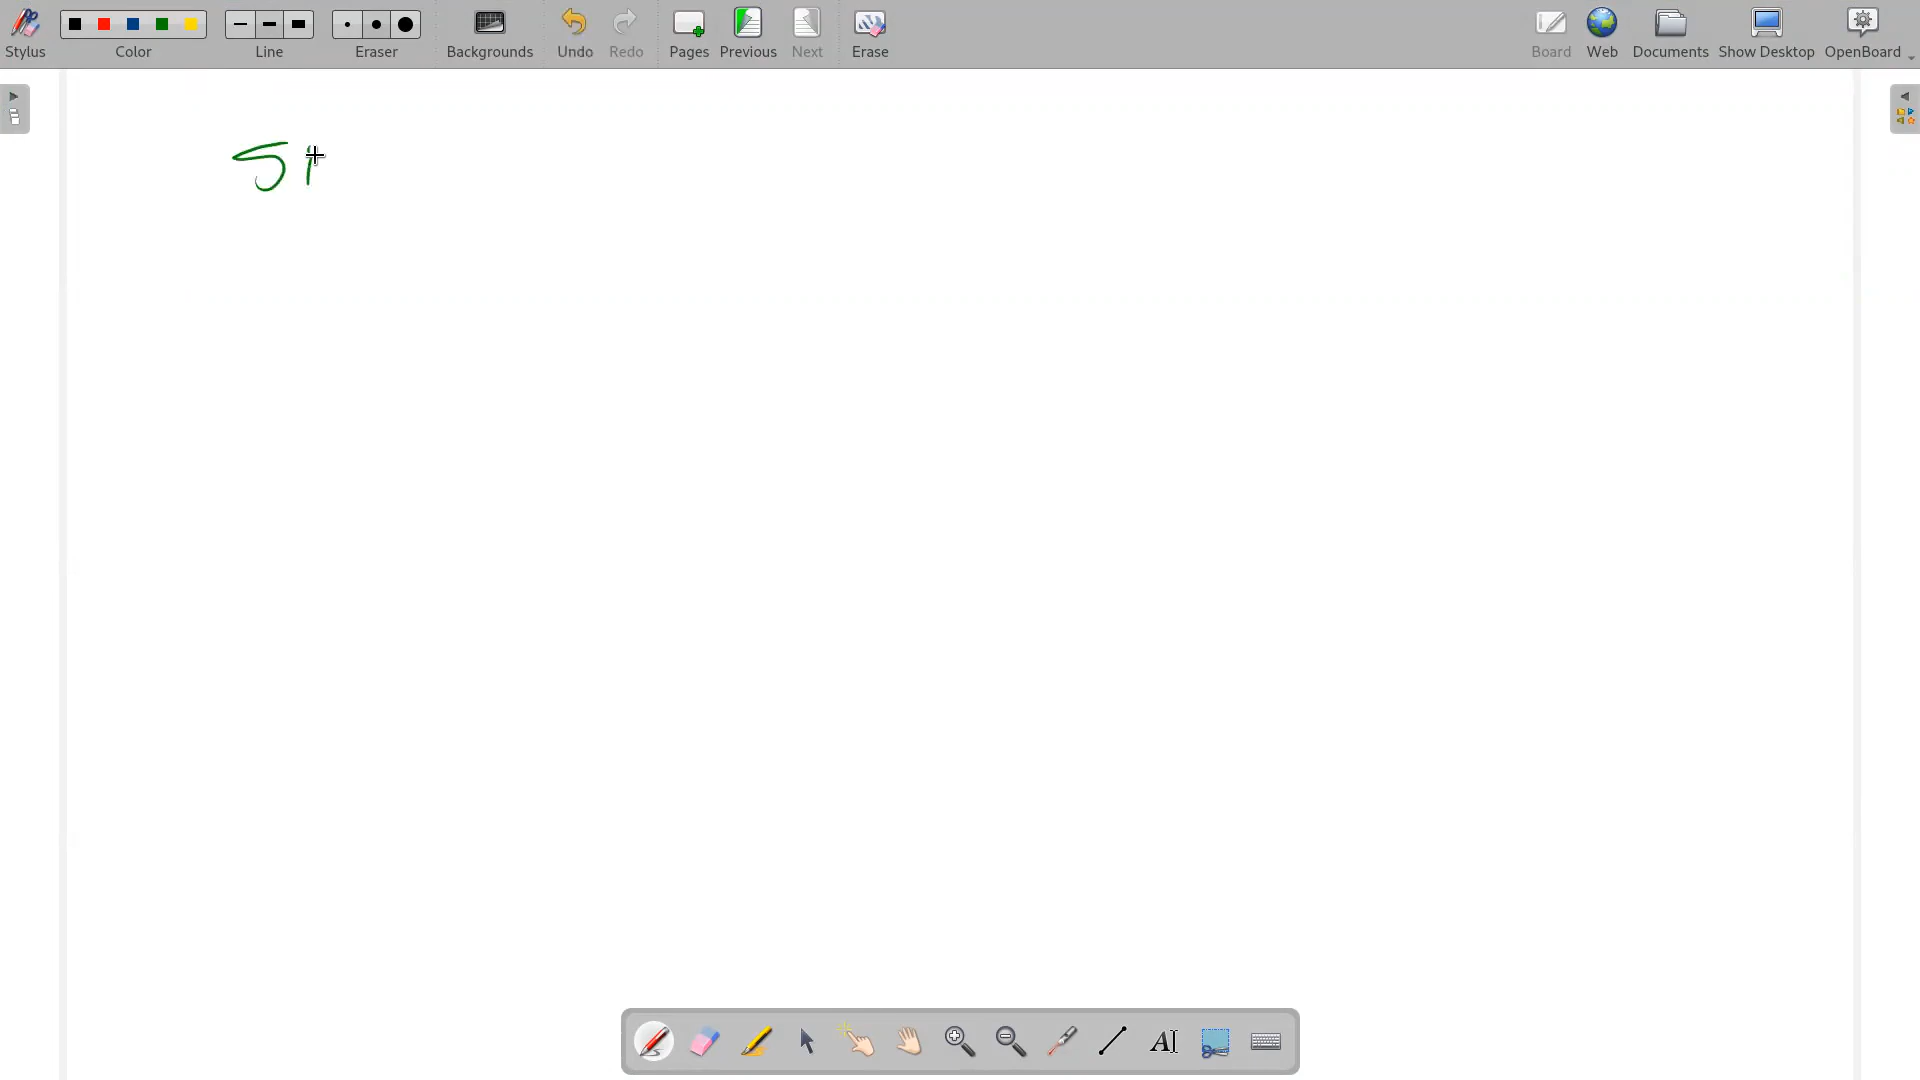 Stylus
Color
Line
Eraser
Backgrounds
Undo
Redo
Pages
Previous
Next
Erase
Board
Web
Documents
Show Desktop
OpenBoard